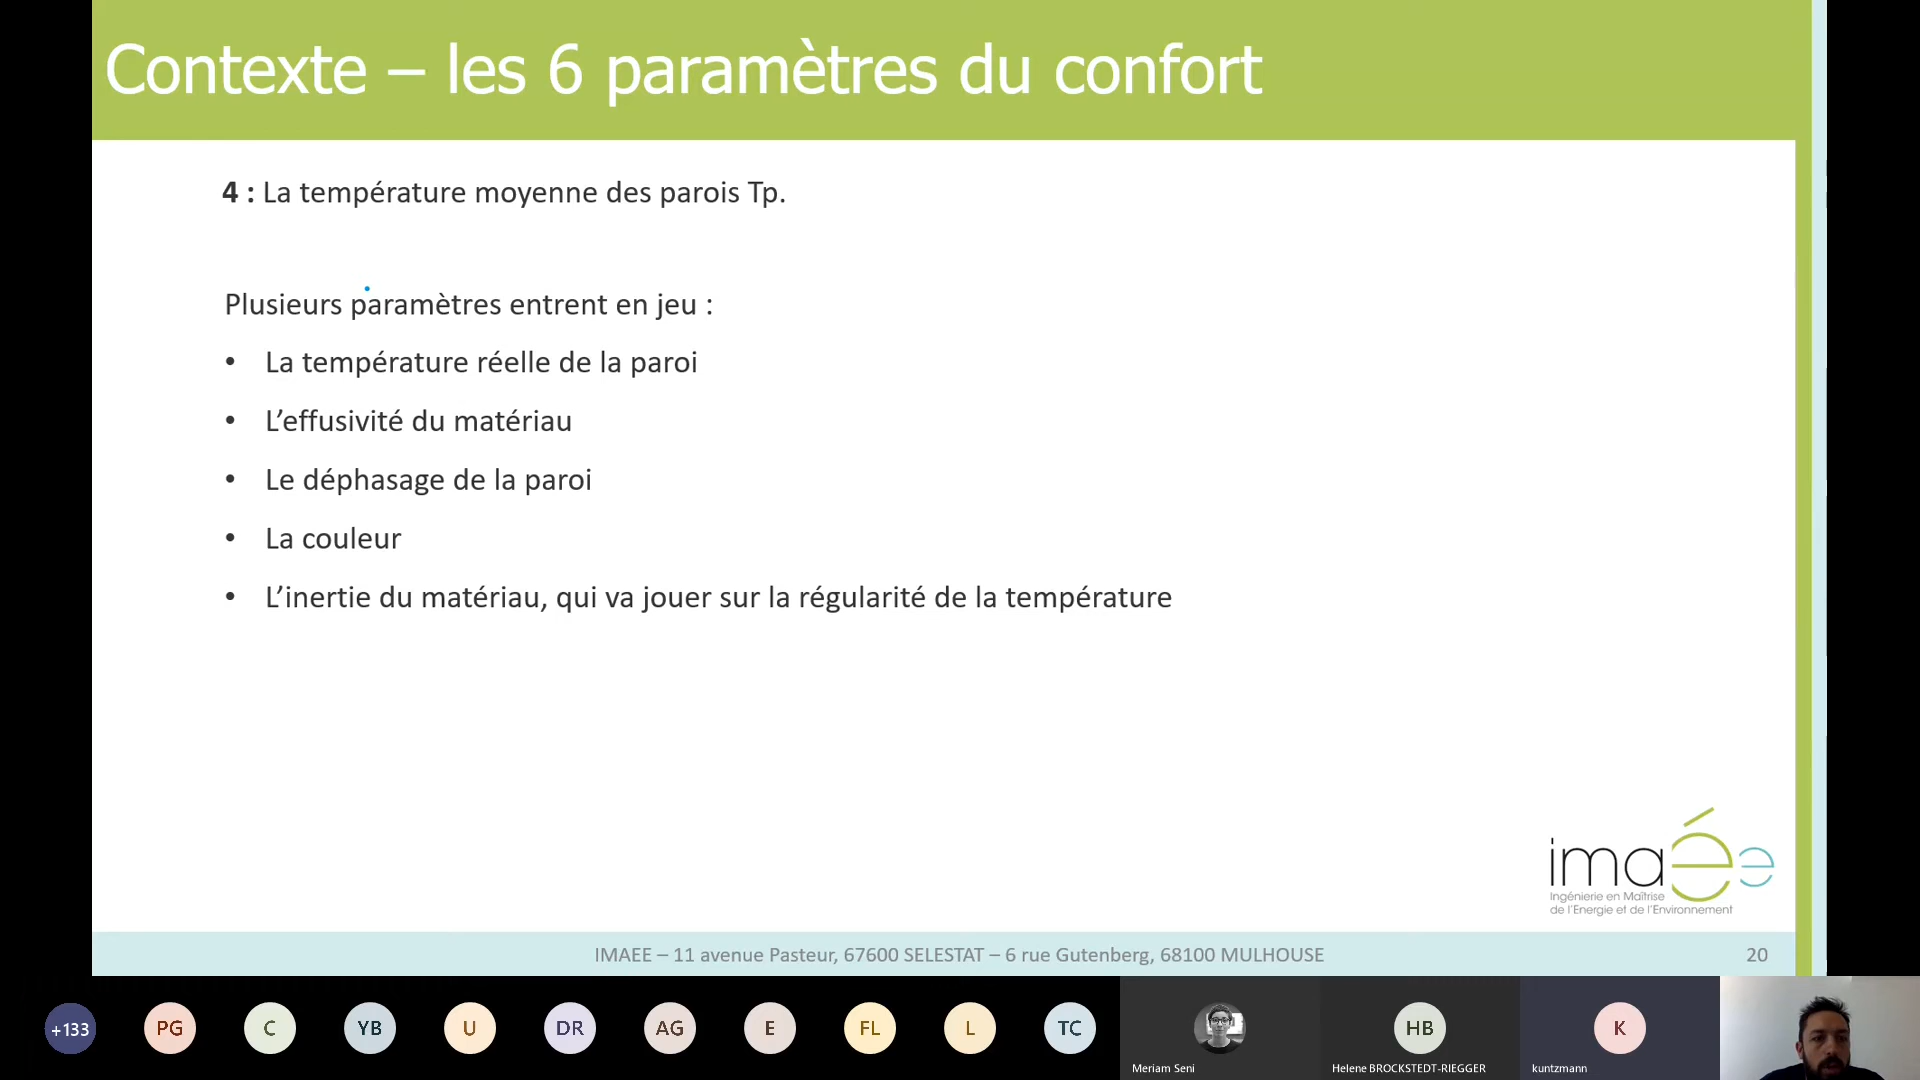 Contexte – les 6 paramètres du confort
4 : La température moyenne des parois Tp.
Plusieurs paramètres entrent en jeu :
• La température réelle de la paroi
• L’effusivité du matériau
• Le déphasage de la paroi
• La couleur
• L’inertie du matériau, qui va jouer sur la régularité de la température
imaée
Ingénierie en Maîtrise
de l’Energie et de l’Environnement
IMAEE – 11 avenue Pasteur, 67600 SELESTAT – 6 rue Gutenberg, 68100 MULHOUSE
20
+133
PG
C
YB
U
DR
AG
E
FL
L
TC
HB
K
Meriam Seni
Helene BROCKSTEDT-RIEGGER
kuntzmann